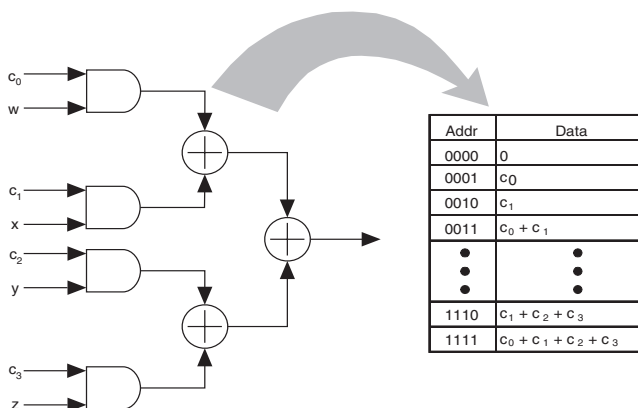 c₀
w
c₁
x
c₂
y
c₃
z
Addr Data
0000 0
0001 c₀
0010 c₁
0011 c₀ + c₁
1110 c₁ + c₂ + c₃
1111 c₀ + c₁ + c₂ + c₃